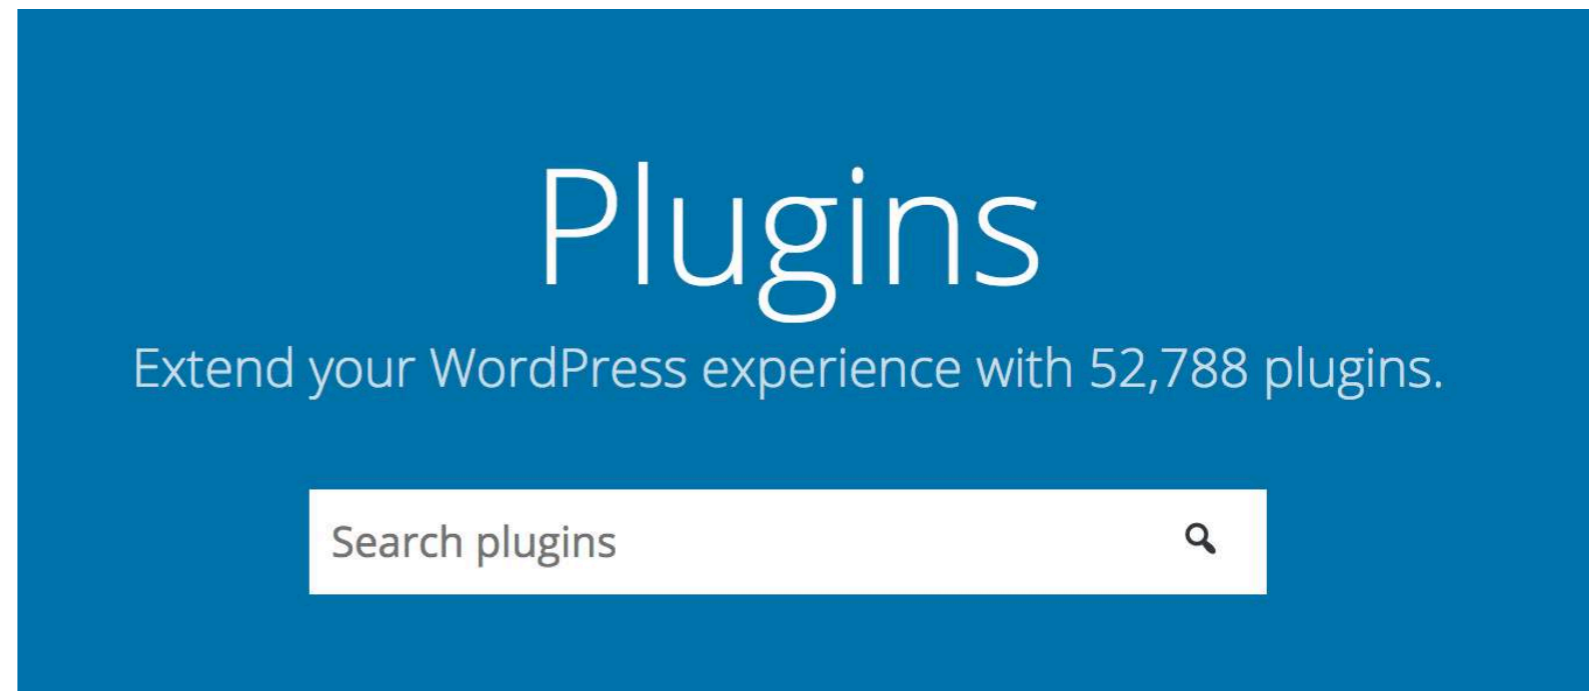 Plugins
Extend your WordPress experience with 52,788 plugins.
Search plugins